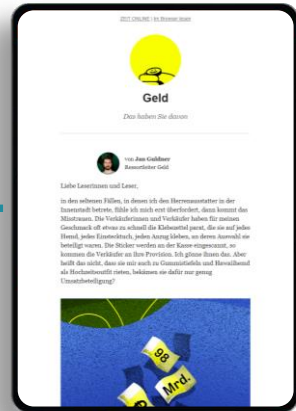 ZEIT ONLINE | Im Browser lesen
Geld
Das haben Sie davon
von Jan Guldner
Ressortleiter Geld
Liebe Leserinnen und Leser,
in den seltenen Fällen, in denen ich den Herrenausstatter in der
Innenstadt betrete, fühle ich mich erst überfordert, dann kommt das
Misstrauen. Die Verkäuferinnen und Verkäufer haben für meinen
Geschmack oft etwas zu schnell die Klebezettel parat, die sie auf jedes
Hemd, jedes Einstecktuch, jeden Anzug kleben, an deren Auswahl sie
beteiligt waren. Die Sticker werden an der Kasse eingescannt, so
kommen die Verkäufer an ihre Provision. Ich gönne ihnen das. Aber
heißt das nicht, dass sie mir auch zu Gummistiefeln und Hawaiihemd
als Hochzeitsoutfit rieten, bekämen sie dafür nur genug
Umsatzbeteiligung?
98
Mrd.